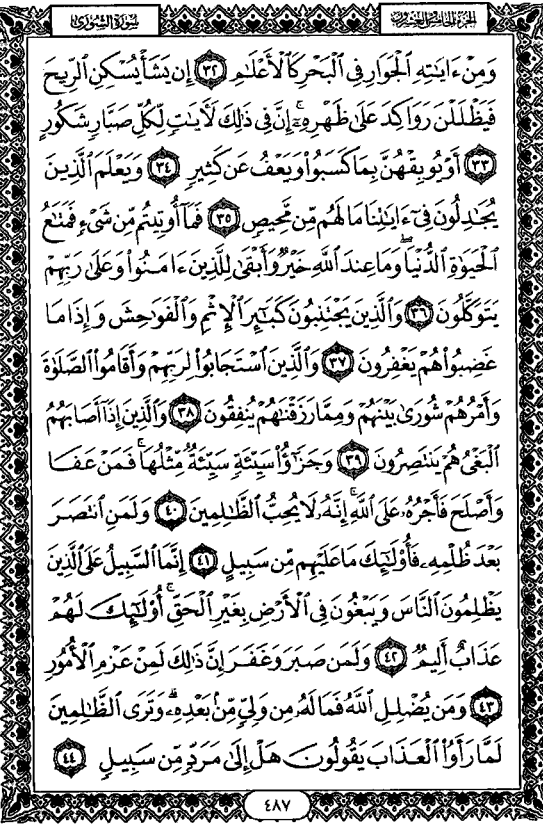 الجزء الخامس والعشرون
سورة الشورى
وَمِنْ ءَايَٰتِهِ ٱلْجَوَارِ فِى ٱلْبَحْرِ كَٱلْأَعْلَٰمِ ٣٢ إِن يَشَأْ يُسْكِنِ ٱلرِّيحَ
فَيَظْلَلْنَ رَوَاكِدَ عَلَىٰ ظَهْرِهِۦٓ ۚ إِنَّ فِى ذَٰلِكَ لَءَايَٰتٍ لِّكُلِّ صَبَّارٍ شَكُورٍ
٣٣ أَوْ يُوبِقْهُنَّ بِمَا كَسَبُوا۟ وَيَعْفُ عَن كَثِيرٍ ٣٤ وَيَعْلَمَ ٱلَّذِينَ
يُجَٰدِلُونَ فِىٓ ءَايَٰتِنَا مَا لَهُم مِّن مَّحِيصٍ ٣٥ فَمَآ أُوتِيتُم مِّن شَىْءٍ فَمَتَٰعُ
ٱلْحَيَوٰةِ ٱلدُّنْيَا ۖ وَمَا عِندَ ٱللَّهِ خَيْرٌ وَأَبْقَىٰ لِلَّذِينَ ءَامَنُوا۟ وَعَلَىٰ رَبِّهِمْ
يَتَوَكَّلُونَ ٣٦ وَٱلَّذِينَ يَجْتَنِبُونَ كَبَٰٓئِرَ ٱلْإِثْمِ وَٱلْفَوَٰحِشَ وَإِذَا مَا
غَضِبُوا۟ هُمْ يَغْفِرُونَ ٣٧ وَٱلَّذِينَ ٱسْتَجَابُوا۟ لِرَبِّهِمْ وَأَقَامُوا۟ ٱلصَّلَوٰةَ
وَأَمْرُهُمْ شُورَىٰ بَيْنَهُمْ وَمِمَّا رَزَقْنَٰهُمْ يُنفِقُونَ ٣٨ وَٱلَّذِينَ إِذَآ أَصَابَهُمُ
ٱلْبَغْىُ هُمْ يَنتَصِرُونَ ٣٩ وَجَزَٰٓؤُا۟ سَيِّئَةٍ سَيِّئَةٌ مِّثْلُهَا ۖ فَمَنْ عَفَا
وَأَصْلَحَ فَأَجْرُهُۥ عَلَى ٱللَّهِ ۚ إِنَّهُۥ لَا يُحِبُّ ٱلظَّٰلِمِينَ ٤٠ وَلَمَنِ ٱنتَصَرَ
بَعْدَ ظُلْمِهِۦ فَأُو۟لَٰٓئِكَ مَا عَلَيْهِم مِّن سَبِيلٍ ٤١ إِنَّمَا ٱلسَّبِيلُ عَلَى ٱلَّذِينَ
يَظْلِمُونَ ٱلنَّاسَ وَيَبْغُونَ فِى ٱلْأَرْضِ بِغَيْرِ ٱلْحَقِّ ۚ أُو۟لَٰٓئِكَ لَهُمْ
عَذَابٌ أَلِيمٌ ٤٢ وَلَمَن صَبَرَ وَغَفَرَ إِنَّ ذَٰلِكَ لَمِنْ عَزْمِ ٱلْأُمُورِ
٤٣ وَمَن يُضْلِلِ ٱللَّهُ فَمَا لَهُۥ مِن وَلِىٍّ مِّنۢ بَعْدِهِۦ ۗ وَتَرَى ٱلظَّٰلِمِينَ
لَمَّا رَأَوُا۟ ٱلْعَذَابَ يَقُولُونَ هَلْ إِلَىٰ مَرَدٍّ مِّن سَبِيلٍ ٤٤
٤٨٧